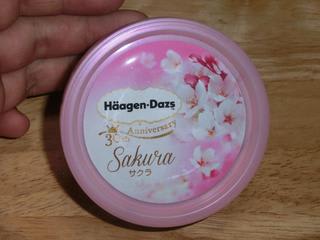 Häagen-Dazs
30th Anniversary
Sakura
サクラ